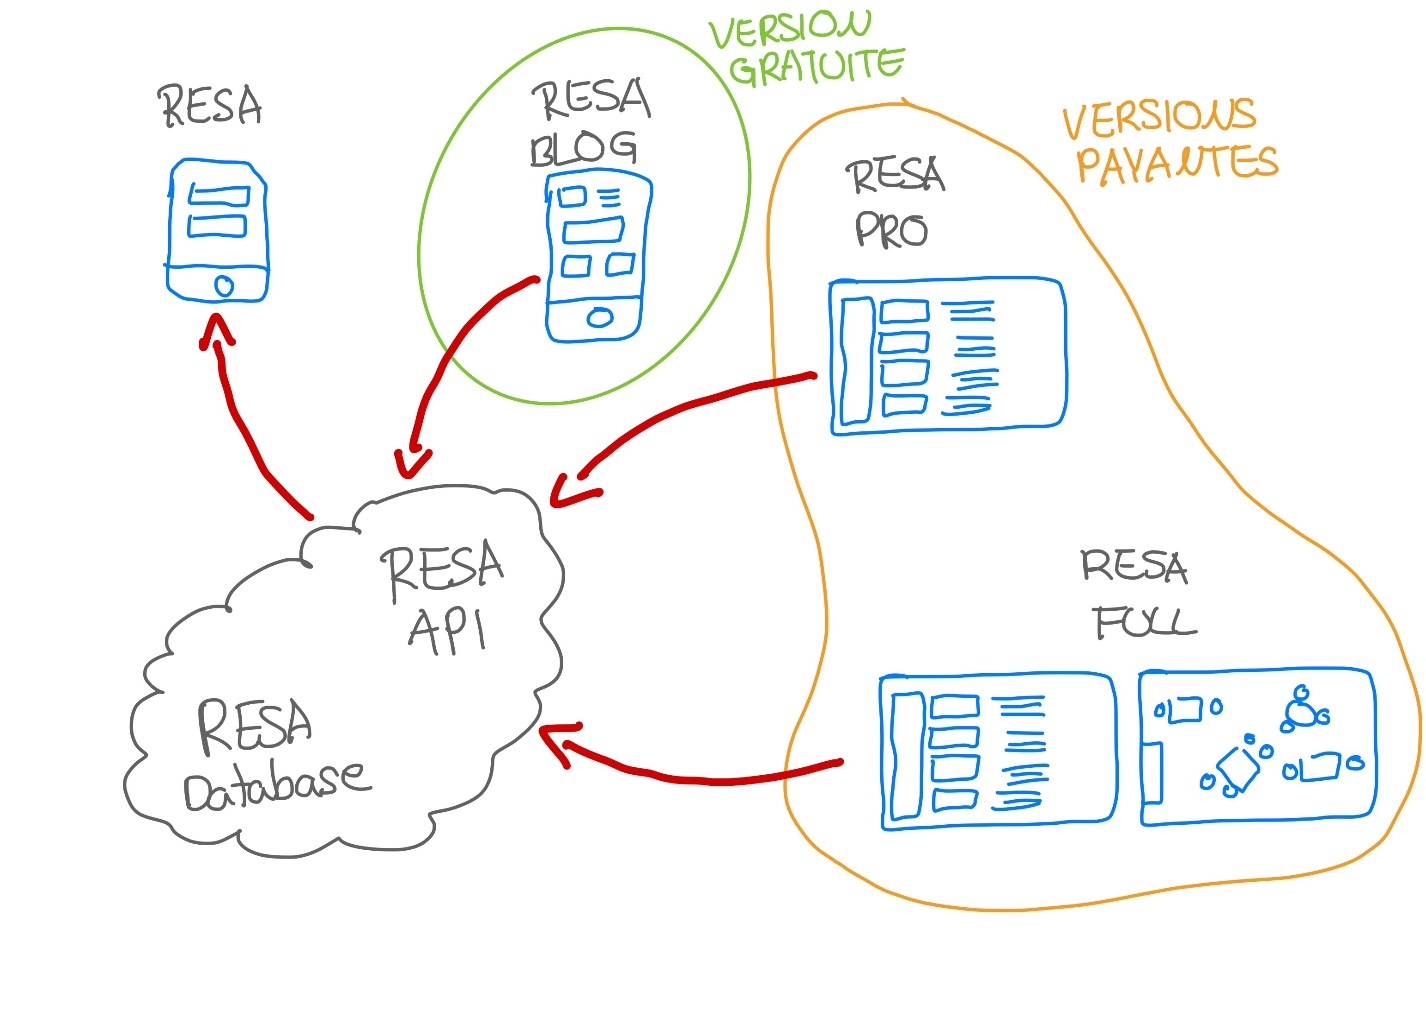 VERSION
GRATUITE
RESA
RESA
BLOG
VERSIONS
PAYANTES
RESA
PRO
RESA
API
RESA
FULL
RESA
Database